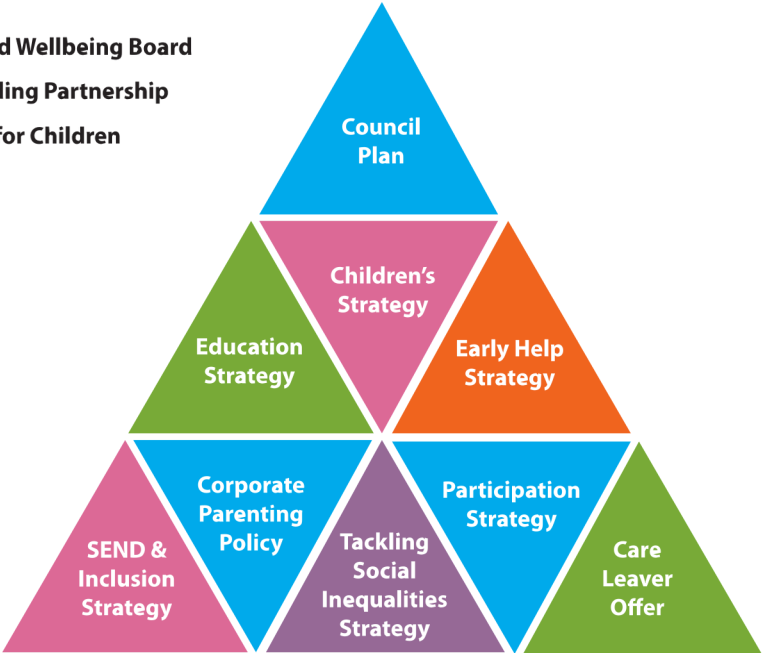 d Wellbeing Board
ling Partnership
for Children
Council
Plan
Children's
Strategy
Education
Strategy
Early Help
Strategy
Corporate
Parenting
Policy
Participation
Strategy
SEND &
Inclusion
Strategy
Tackling
Social
Inequalities
Strategy
Care
Leaver
Offer